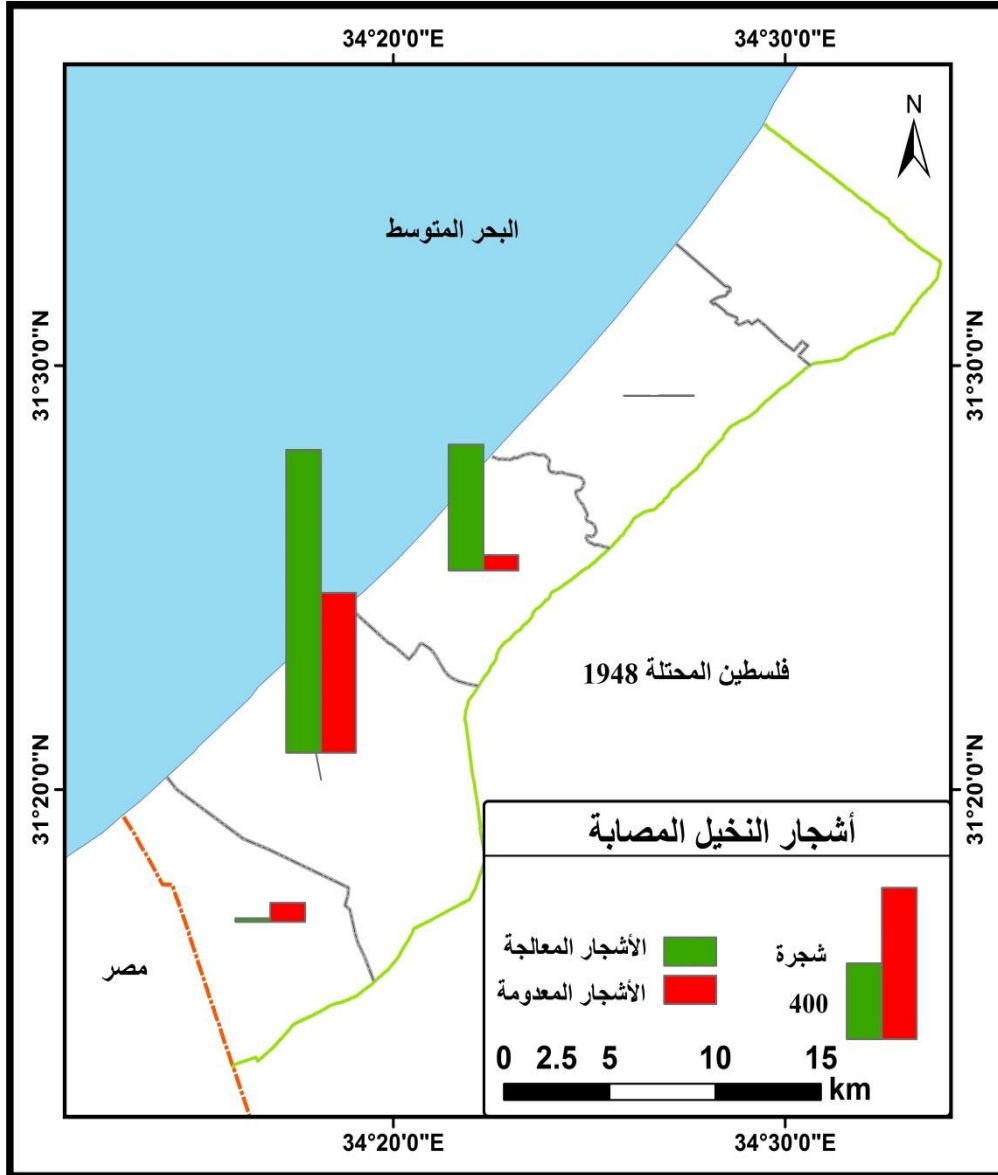 34°20'0"E
34°30'0"E
N
البحر المتوسط
31°30'0"N
31°30'0"N
فلسطين المحتلة 1948
31°20'0"N
31°20'0"N
مصر
أشجار النخيل المصابة
الأشجار المعالجة
الأشجار المعدومة
شجرة
400
0 2.5 5 10 15
km
34°20'0"E
34°30'0"E